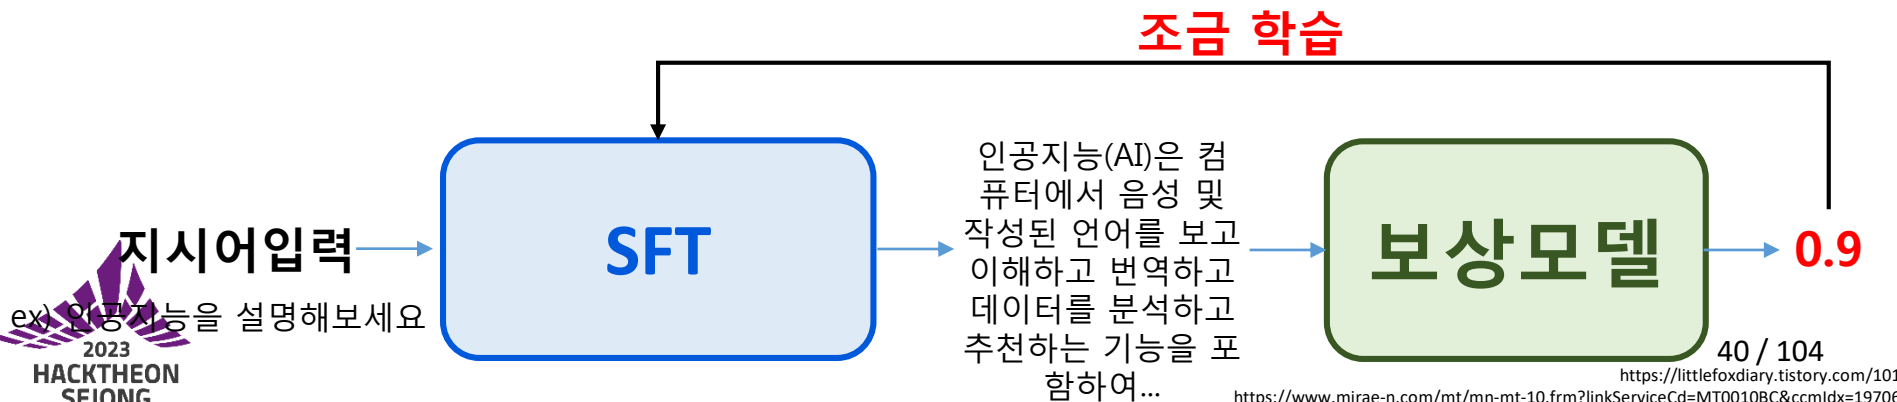 조금 학습
지시어입력
ex) 인공지능을 설명해보세요
SFT
인공지능(AI)은 컴
퓨터에서 음성 및
작성된 언어를 보고
이해하고 번역하고
데이터를 분석하고
추천하는 기능을 포
함하여...
보상모델
0.9
2023
HACKTHEON
SEJONG
40 / 104
https://littlefoxdiary.tistory.com/101
https://www.mirae-n.com/mt/mn-mt-10.frm?linkServiceCd=MT0010BC&ccmIdx=19706